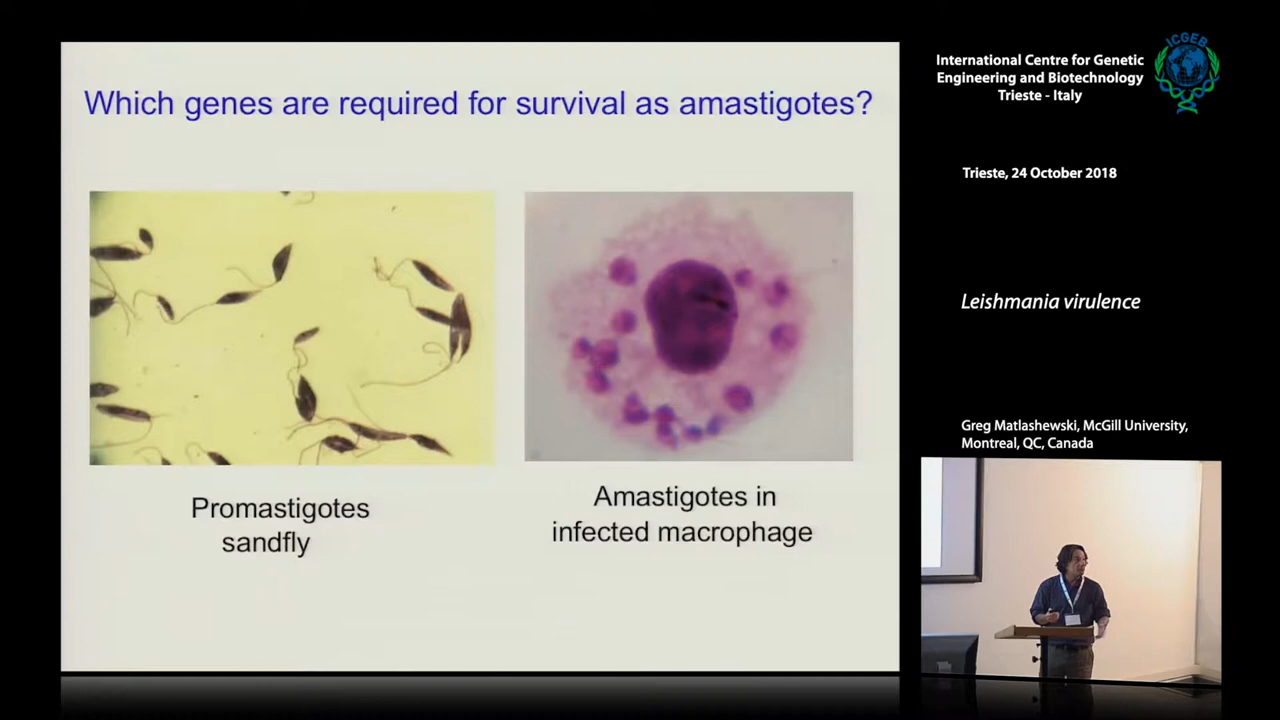 Which genes are required for survival as amastigotes?
Promastigotes
sandfly
Amastigotes in
infected macrophage
International Centre for Genetic
Engineering and Biotechnology
Trieste - Italy
ICGEB
Trieste, 24 October 2018
Leishmania virulence
Greg Matlashewski, McGill University,
Montreal, QC, Canada